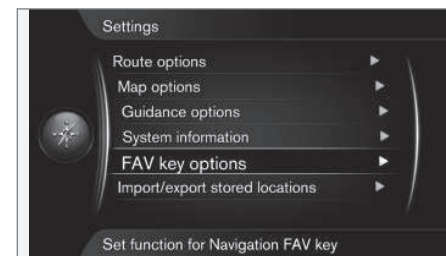 Settings
Route options
Map options
Guidance options
System information
FAV key options
Import/export stored locations
Set function for Navigation FAV key